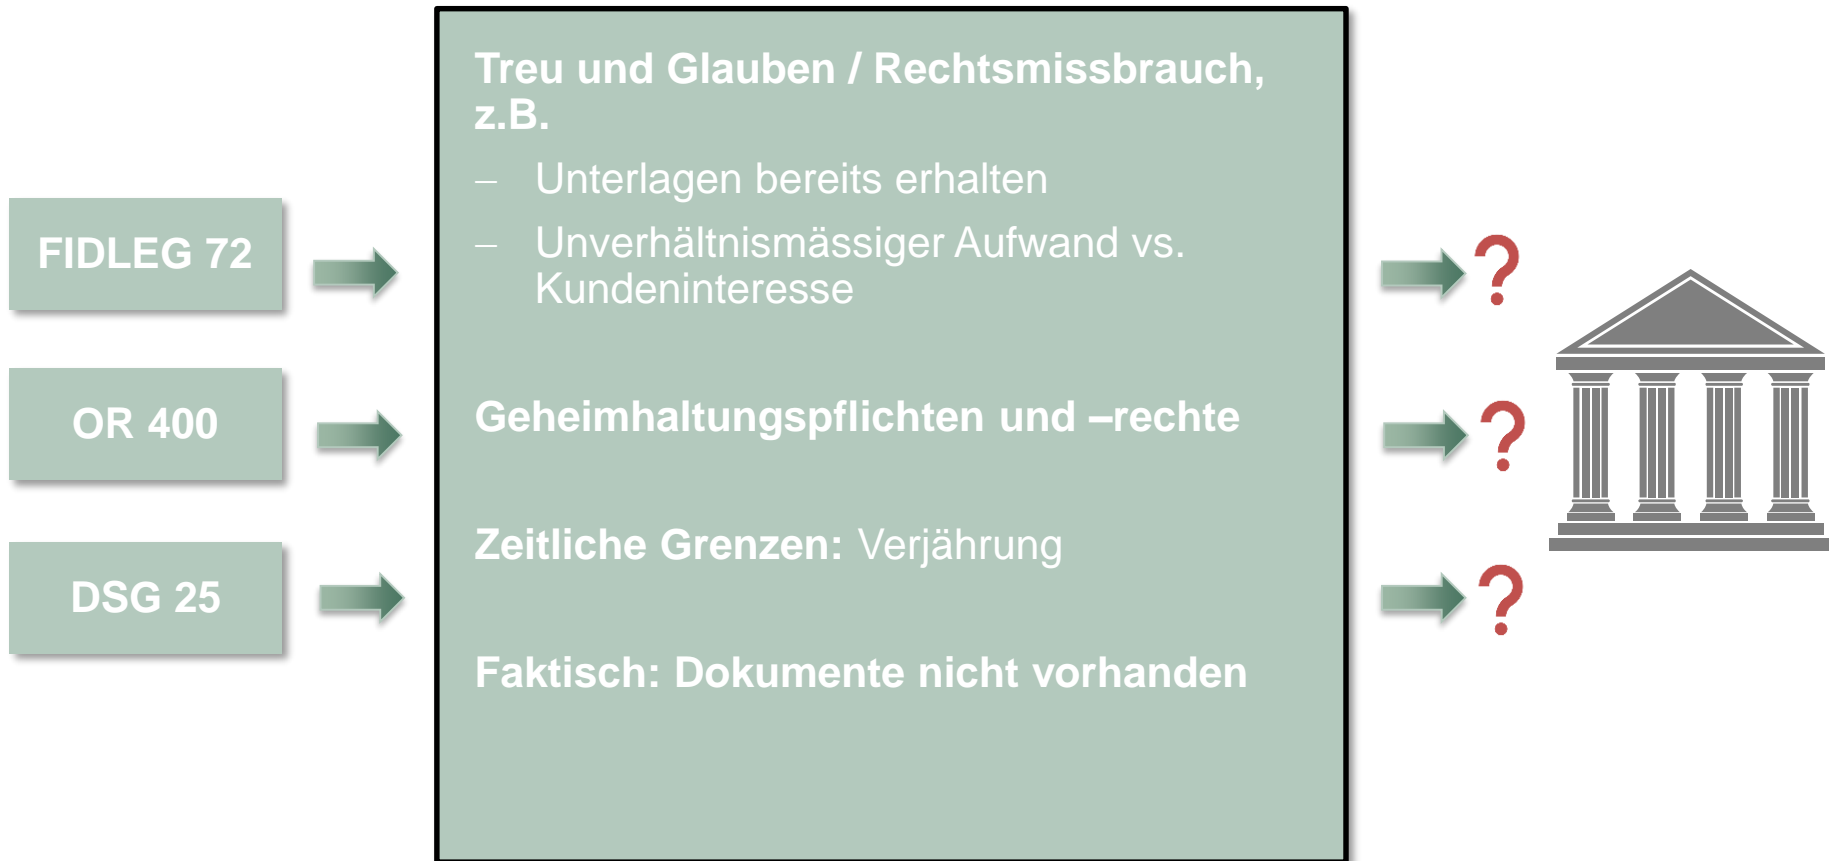 FIDLEG 72
OR 400
DSG 25
Treu und Glauben / Rechtsmissbrauch,
z.B.
– Unterlagen bereits erhalten
– Unverhältnismässiger Aufwand vs.
Kundeninteresse
Geheimhaltungspflichten und –rechte
Zeitliche Grenzen: Verjährung
Faktisch: Dokumente nicht vorhanden
?
?
?